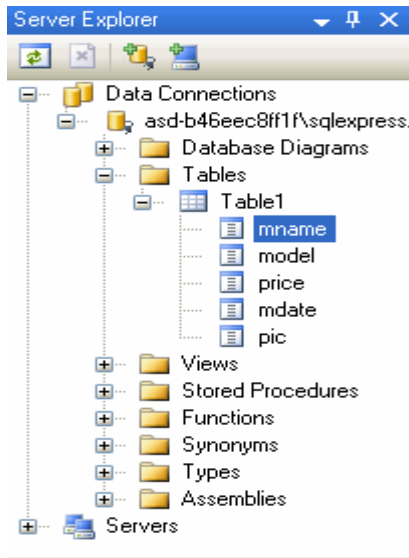 Server Explorer
Data Connections
asd-b46eec8ff1f\sqlexpress.
Database Diagrams
Tables
Table1
mname
model
price
mdate
pic
Views
Stored Procedures
Functions
Synonyms
Types
Assemblies
Servers